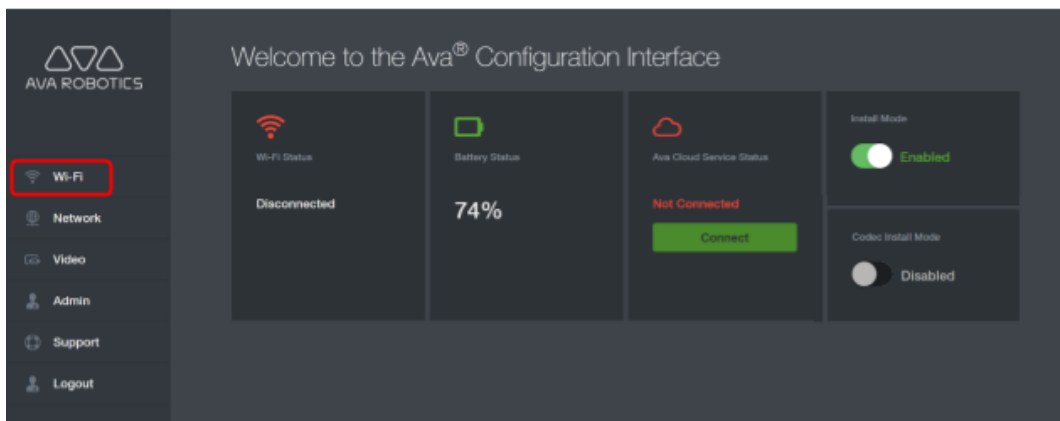 AVA ROBOTICS
Welcome to the Ava® Configuration Interface
Wi-Fi
Network
Video
Admin
Support
Logout
Wi-Fi Status
Disconnected
Battery Status
74%
Ava Cloud Service Status
Not Connected
Connect
Install Mode
Enabled
Codec Install Mode
Disabled